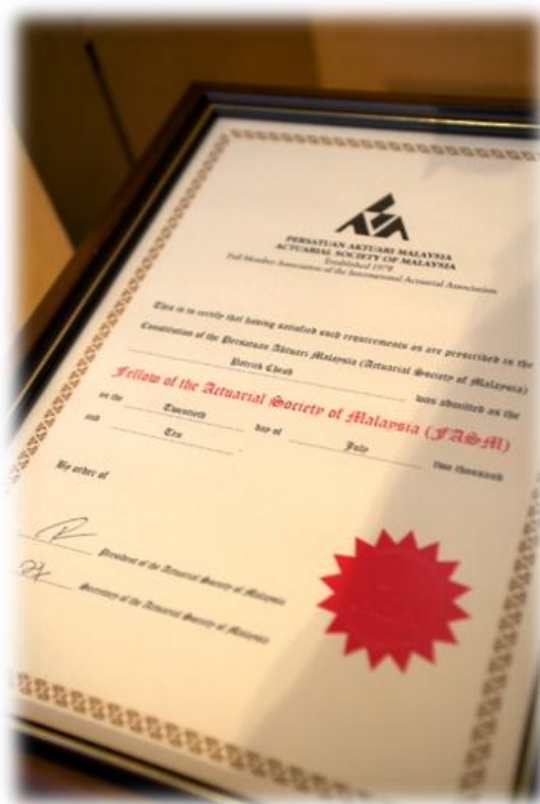 PERSATUAN AKTUARI MALAYSIA
ACTUARIAL SOCIETY OF MALAYSIA
Established 1978
Full Member Association of the International Actuarial Association
This is to certify that having satisfied such requirements as are prescribed in the
Constitution of the Persatuan Aktuari Malaysia (Actuarial Society of Malaysia)
Patrick Cheah was admitted as the
Fellow of the Actuarial Society of Malaysia (FASM)
on the Twentieth day of July two thousand
and Ten .
By order of
President of the Actuarial Society of Malaysia
Secretary of the Actuarial Society of Malaysia